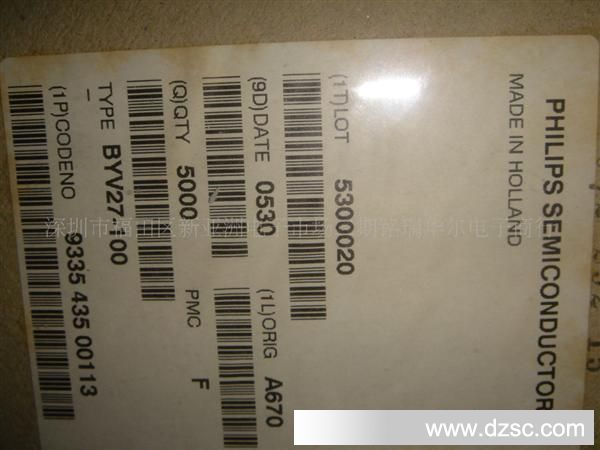 PHILIPS SEMICONDUCTOR
MADE IN HOLLAND
(1T)LOT 5300020
(9D)DATE 0530
(1L)ORIG A670
(Q)QTY 5000
PMC F
TYPE BYV27-100
(1P)CODENO 9335 435 00113
www.dzsc.com